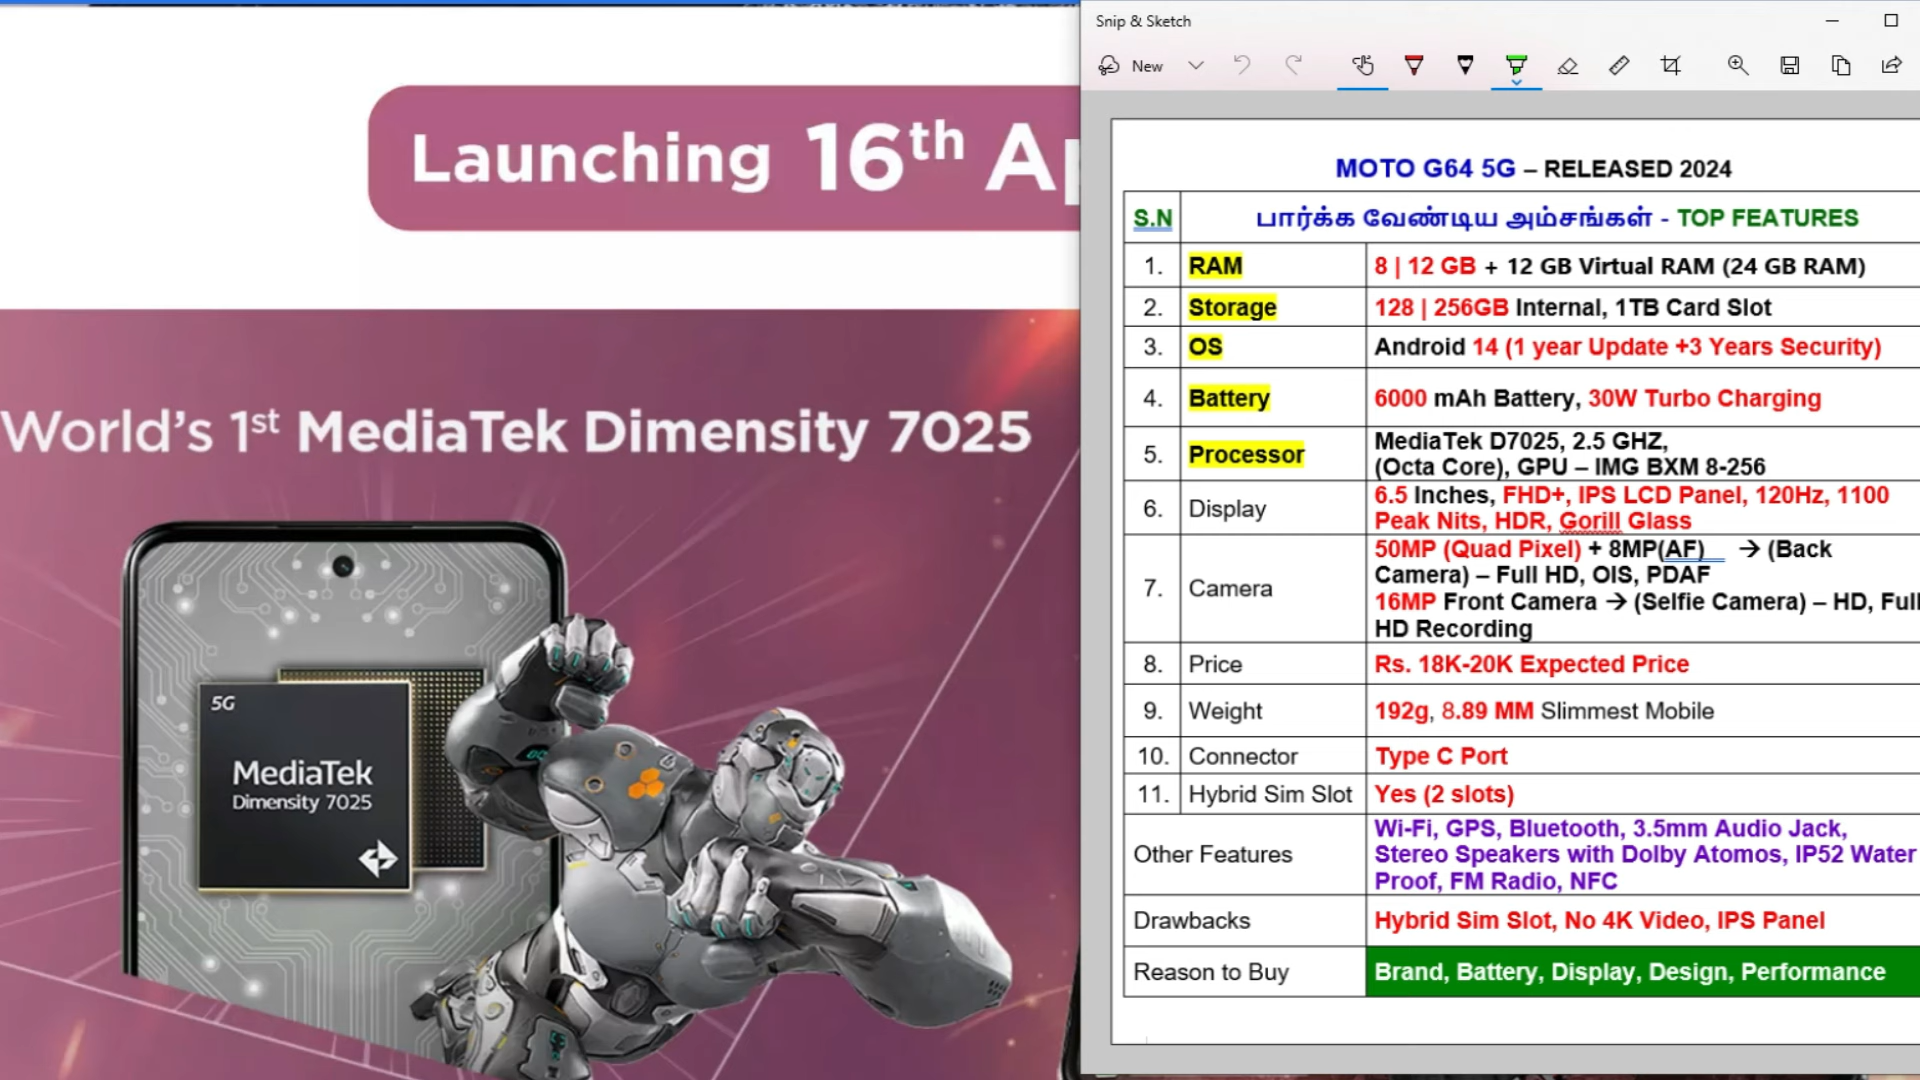 Launching 16th Ap
World's 1st MediaTek Dimensity 7025
5G
MediaTek
Dimensity 7025
Snip & Sketch
New
MOTO G64 5G – RELEASED 2024
S.N பார்க்க வேண்டிய அம்சங்கள் - TOP FEATURES
1. RAM 8 | 12 GB + 12 GB Virtual RAM (24 GB RAM)
2. Storage 128 | 256GB Internal, 1TB Card Slot
3. OS Android 14 (1 year Update +3 Years Security)
4. Battery 6000 mAh Battery, 30W Turbo Charging
5. Processor MediaTek D7025, 2.5 GHZ,
(Octa Core), GPU – IMG BXM 8-256
6. Display 6.5 Inches, FHD+, IPS LCD Panel, 120Hz, 1100
Peak Nits, HDR, Gorill Glass
7. Camera 50MP (Quad Pixel) + 8MP(AF) → (Back
Camera) – Full HD, OIS, PDAF
16MP Front Camera → (Selfie Camera) – HD, Full
HD Recording
8. Price Rs. 18K-20K Expected Price
9. Weight 192g, 8.89 MM Slimmest Mobile
10. Connector Type C Port
11. Hybrid Sim Slot Yes (2 slots)
Other Features Wi-Fi, GPS, Bluetooth, 3.5mm Audio Jack,
Stereo Speakers with Dolby Atomos, IP52 Water
Proof, FM Radio, NFC
Drawbacks Hybrid Sim Slot, No 4K Video, IPS Panel
Reason to Buy Brand, Battery, Display, Design, Performance